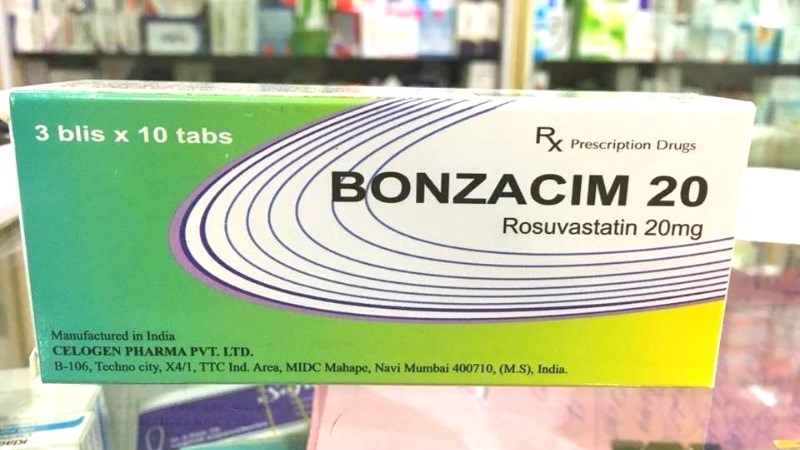 3 blis x 10 tabs
Rx Prescription Drugs
BONZACIM 20
Rosuvastatin 20mg
Manufactured in India
CELOGEN PHARMA PVT. LTD.
B-106, Techno city, X4/1, TTC Ind. Area, MIDC Mahape, Navi Mumbai 400710, (M.S), India.